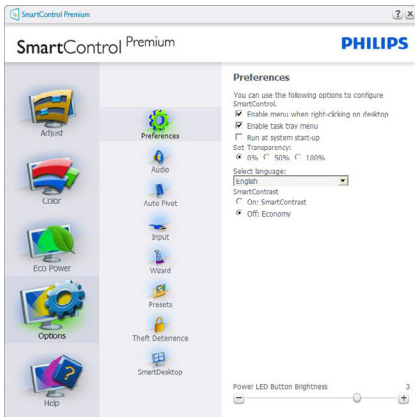 SmartControl Premium
SmartControl Premium
PHILIPS
Adjust
Color
Eco Power
Options
Help
Preferences
Audio
Auto Pivot
Input
Wizard
Presets
Theft Deterrence
SmartDesktop
Preferences
You can use the following options to configure
SmartControl.
Enable menu when right-clicking on desktop
Enable task tray menu
Run at system start-up
Set Transparency:
0% 50% 100%
Select language:
English
SmartContrast
On: SmartContrast
Off: Economy
Power LED Button Brightness 3